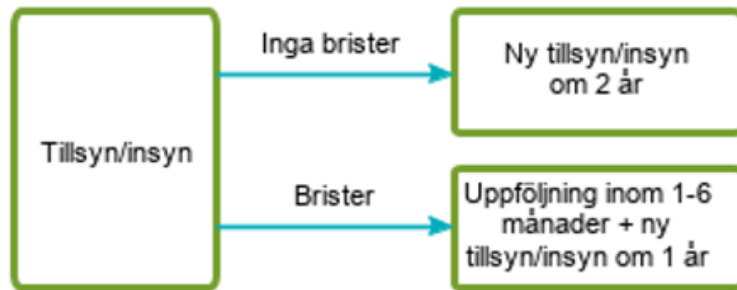 Tillsyn/insyn
Inga brister
Ny tillsyn/insyn
om 2 år
Brister
Uppföljning inom 1-6
månader + ny
tillsyn/insyn om 1 år